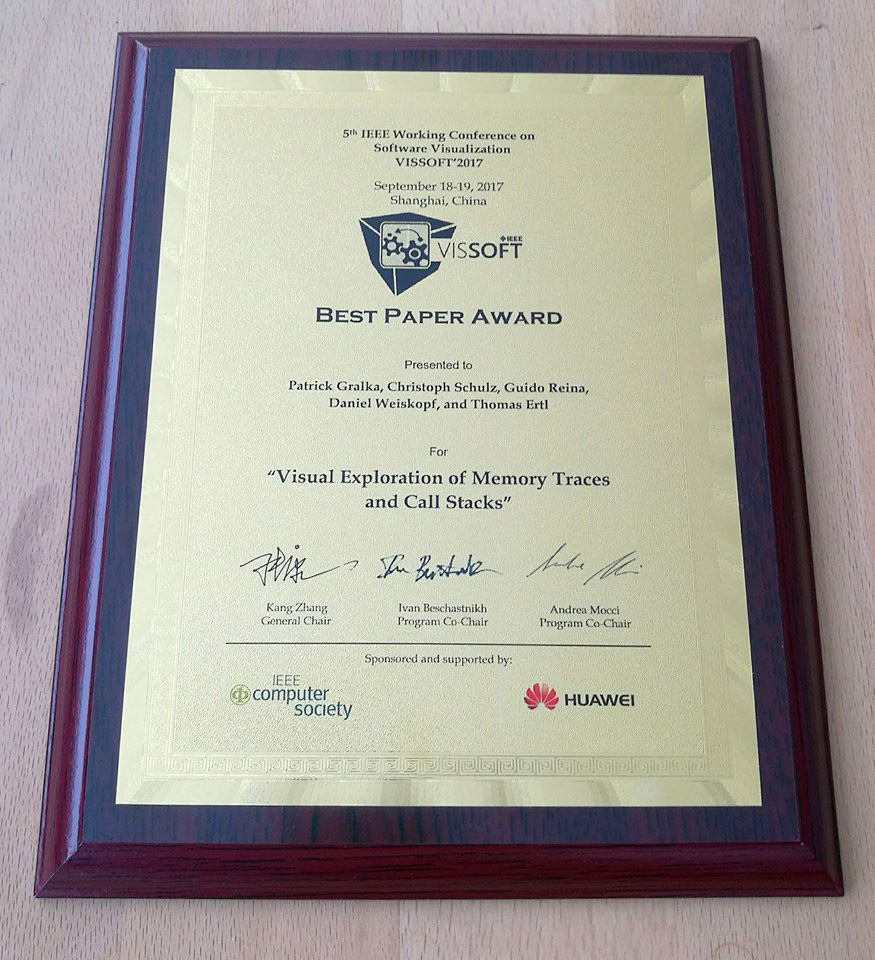 5th IEEE Working Conference on
Software Visualization
VISSOFT'2017
September 18-19, 2017
Shanghai, China
IEEE
VISSOFT
BEST PAPER AWARD
Presented to
Patrick Gralka, Christoph Schulz, Guido Reina,
Daniel Weiskopf, and Thomas Ertl
For
“Visual Exploration of Memory Traces
and Call Stacks”
Kang Zhang
General Chair
Ivan Beschastnikh
Program Co-Chair
Andrea Mocci
Program Co-Chair
Sponsored and supported by:
IEEE
computer
society
HUAWEI